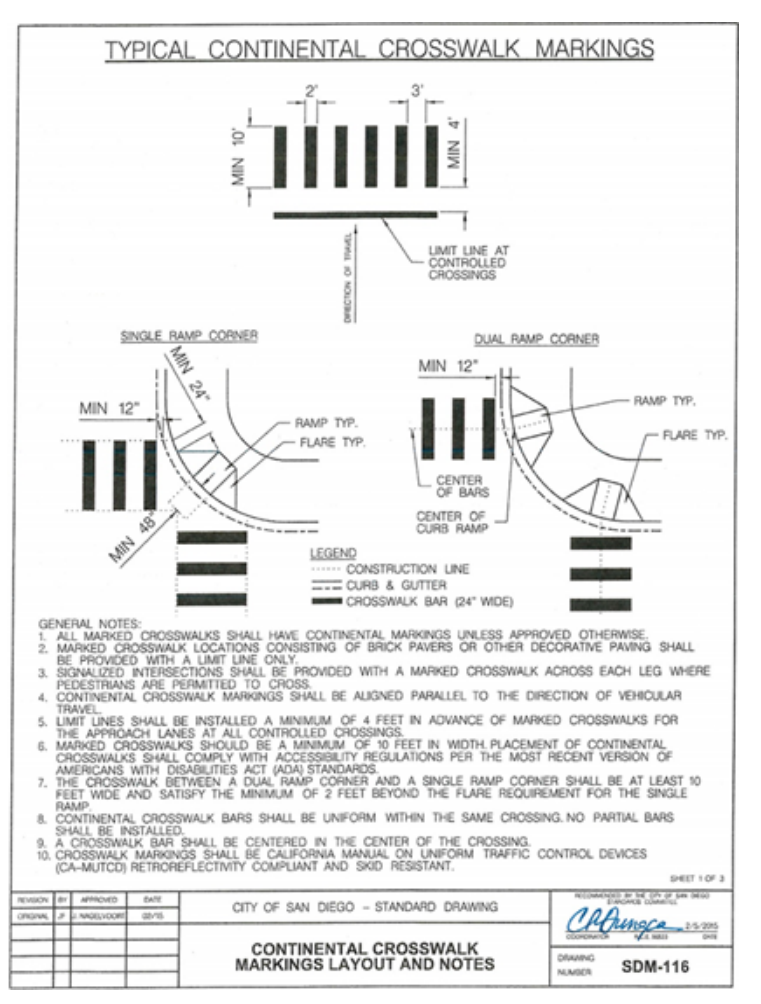 TYPICAL CONTINENTAL CROSSWALK MARKINGS
2'
3'
MIN 10'
MIN 4'
LIMIT LINE AT
CONTROLLED
CROSSINGS
DIRECTION OF TRAVEL
SINGLE RAMP CORNER
MIN 24"
MIN 12"
RAMP TYP.
FLARE TYP.
MIN 48"
DUAL RAMP CORNER
MIN 12"
RAMP TYP.
FLARE TYP.
CENTER
OF BARS
CENTER OF
CURB RAMP
LEGEND
CONSTRUCTION LINE
CURB & GUTTER
CROSSWALK BAR (24" WIDE)
GENERAL NOTES:
1. ALL MARKED CROSSWALKS SHALL HAVE CONTINENTAL MARKINGS UNLESS APPROVED OTHERWISE.
2. MARKED CROSSWALK LOCATIONS CONSISTING OF BRICK PAVERS OR OTHER DECORATIVE PAVING SHALL
BE PROVIDED WITH A LIMIT LINE ONLY.
3. SIGNALIZED INTERSECTIONS SHALL BE PROVIDED WITH A MARKED CROSSWALK ACROSS EACH LEG WHERE
PEDESTRIANS ARE PERMITTED TO CROSS.
4. CONTINENTAL CROSSWALK MARKINGS SHALL BE ALIGNED PARALLEL TO THE DIRECTION OF VEHICULAR
TRAVEL.
5. LIMIT LINES SHALL BE INSTALLED A MINIMUM OF 4 FEET IN ADVANCE OF MARKED CROSSWALKS FOR
THE APPROACH LANES AT ALL CONTROLLED CROSSINGS.
6. MARKED CROSSWALKS SHOULD BE A MINIMUM OF 10 FEET IN WIDTH. PLACEMENT OF CONTINENTAL
CROSSWALKS SHALL COMPLY WITH ACCESSIBILITY REGULATIONS PER THE MOST RECENT VERSION OF
AMERICANS WITH DISABILITIES ACT (ADA) STANDARDS.
7. THE CROSSWALK BETWEEN A DUAL RAMP CORNER AND A SINGLE RAMP CORNER SHALL BE AT LEAST 10
FEET WIDE AND SATISFY THE MINIMUM OF 2 FEET BEYOND THE FLARE REQUIREMENT FOR THE SINGLE
RAMP.
8. CONTINENTAL CROSSWALK BARS SHALL BE UNIFORM WITHIN THE SAME CROSSING. NO PARTIAL BARS
SHALL BE INSTALLED.
9. A CROSSWALK BAR SHALL BE CENTERED IN THE CENTER OF THE CROSSING.
10. CROSSWALK MARKINGS SHALL BE CALIFORNIA MANUAL ON UNIFORM TRAFFIC CONTROL DEVICES
(CA-MUTCD) RETROREFLECTIVITY COMPLIANT AND SKID RESISTANT.
SHEET 1 OF 3
REVISION BY APPROVED DATE
ORIGINAL JP J. NAGELVOORT 02/15
CITY OF SAN DIEGO - STANDARD DRAWING
CONTINENTAL CROSSWALK
MARKINGS LAYOUT AND NOTES
RECOMMENDED BY THE CITY OF SAN DIEGO
STANDARDS COMMITTEE
2/5/2015
COORDINATOR R.C.E. DATE
DRAWING
NUMBER SDM-116